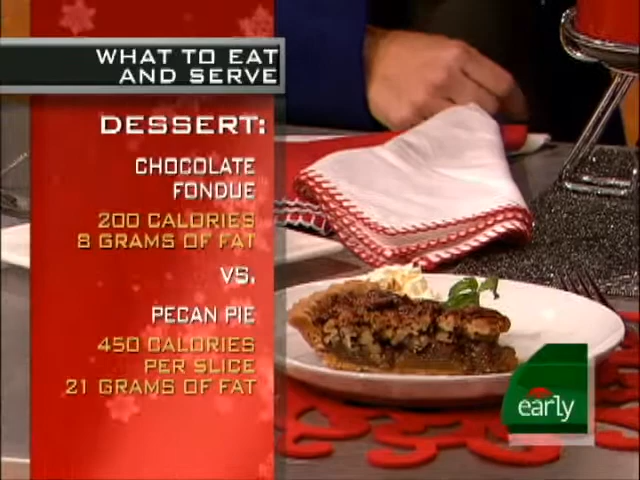 WHAT TO EAT
AND SERVE
DESSERT:
CHOCOLATE
FONDUE
200 CALORIES
8 GRAMS OF FAT
VS.
PECAN PIE
450 CALORIES
PER SLICE
21 GRAMS OF FAT
early